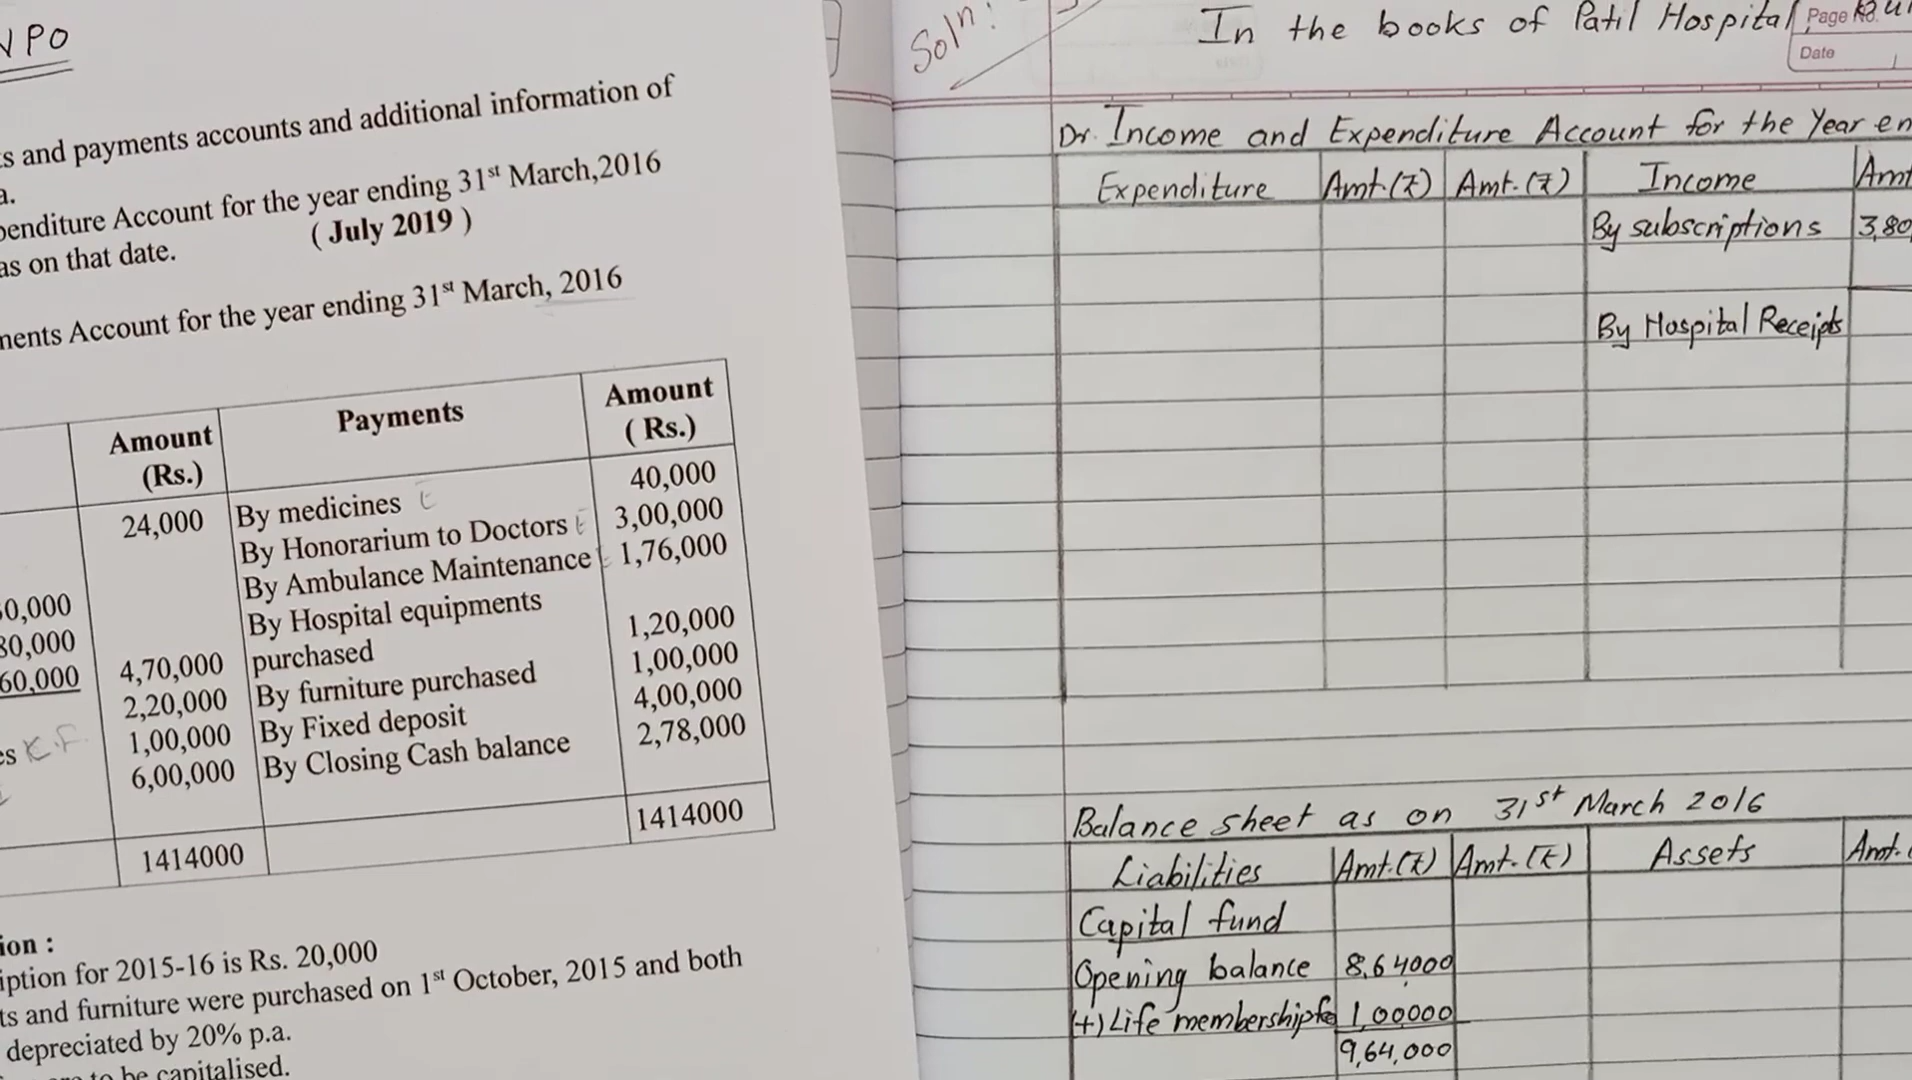 NPO
s and payments accounts and additional information of
a.
penditure Account for the year ending 31st March,2016
as on that date. ( July 2019 )
ments Account for the year ending 31st March, 2016
Amount (Rs.) Payments Amount ( Rs.)
24,000 By medicines 40,000
By Honorarium to Doctors 3,00,000
By Ambulance Maintenance 1,76,000
0,000 By Hospital equipments
80,000 4,70,000 purchased 1,20,000
60,000 2,20,000 By furniture purchased 1,00,000
1,00,000 By Fixed deposit 4,00,000
es 6,00,000 By Closing Cash balance 2,78,000
1414000 1414000
ion :
iption for 2015-16 is Rs. 20,000
ts and furniture were purchased on 1st October, 2015 and both
depreciated by 20% p.a.
to be capitalised.
Soln:
In the books of Patil Hospital,
Page No.
Date
Dr. Income and Expenditure Account for the Year en
Expenditure Amt.(₹) Amt.(₹) Income Amt
By subscriptions 3,80
By Hospital Receipts
Balance sheet as on 31st March 2016
Liabilities Amt.(₹) Amt.(₹) Assets Amt.
Capital fund
Opening balance 8,64000
(+) Life membership 1,00000
9,64,000